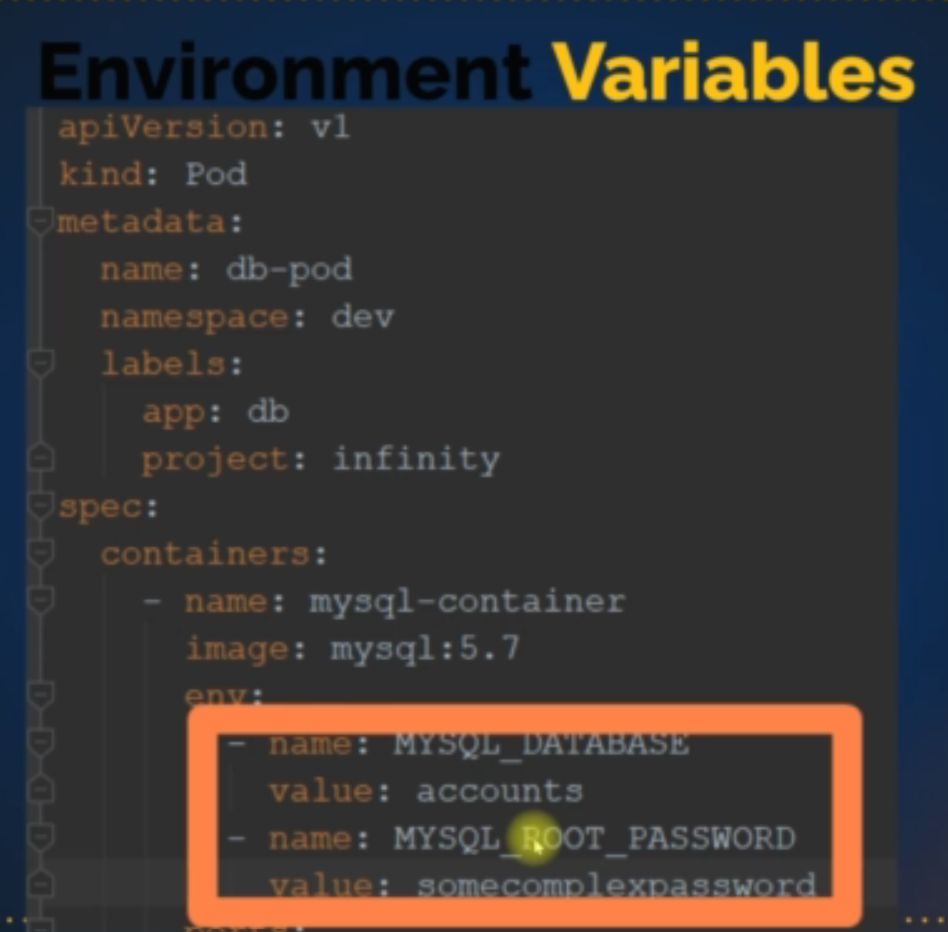 Environment Variables
apiVersion: v1
kind: Pod
metadata:
name: db-pod
namespace: dev
labels:
app: db
project: infinity
spec:
containers:
- name: mysql-container
image: mysql:5.7
env:
- name: MYSQL_DATABASE
value: accounts
- name: MYSQL_ROOT_PASSWORD
value: somecomplexpassword